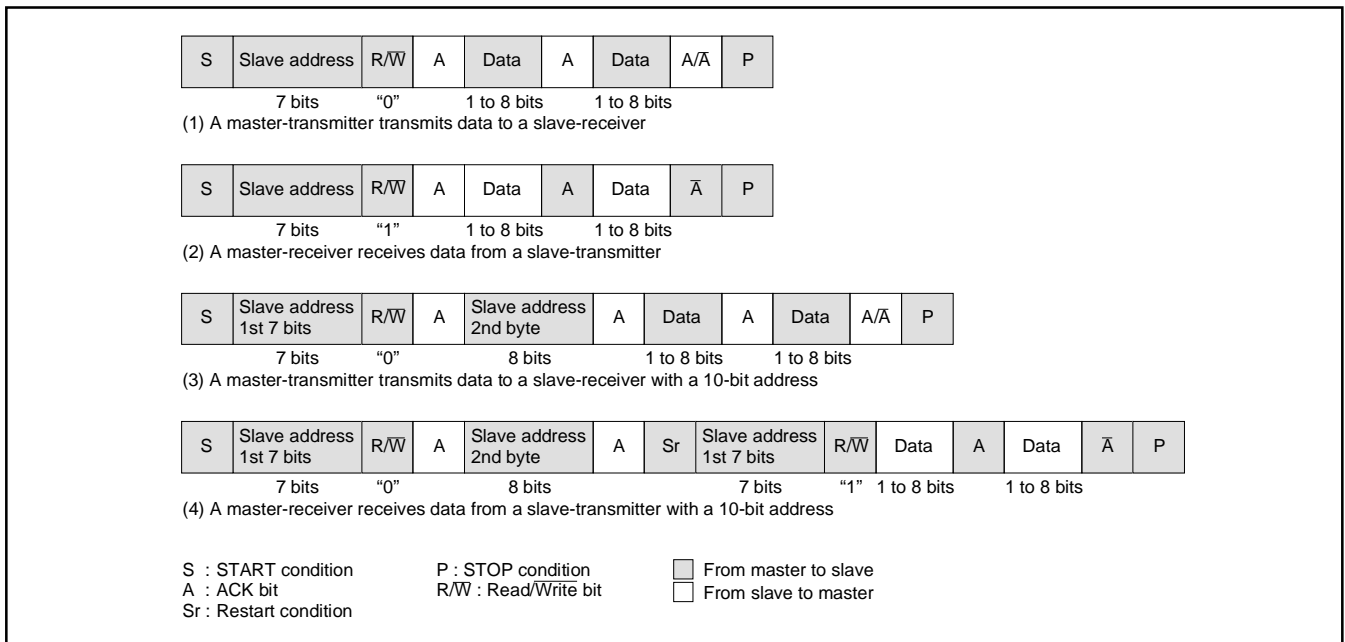 S Slave address R/W̅ A Data A Data A/A̅ P
7 bits “0” 1 to 8 bits 1 to 8 bits
(1) A master-transmitter transmits data to a slave-receiver
S Slave address R/W̅ A Data A Data A̅ P
7 bits “1” 1 to 8 bits 1 to 8 bits
(2) A master-receiver receives data from a slave-transmitter
S Slave address 1st 7 bits R/W̅ A Slave address 2nd byte A Data A Data A/A̅ P
7 bits “0” 8 bits 1 to 8 bits 1 to 8 bits
(3) A master-transmitter transmits data to a slave-receiver with a 10-bit address
S Slave address 1st 7 bits R/W̅ A Slave address 2nd byte A Sr Slave address 1st 7 bits R/W̅ Data A Data A̅ P
7 bits “0” 8 bits 7 bits “1” 1 to 8 bits 1 to 8 bits
(4) A master-receiver receives data from a slave-transmitter with a 10-bit address
S : START condition P : STOP condition From master to slave
A : ACK bit R/W̅ : Read/W̅r̅i̅t̅e̅ bit From slave to master
Sr : Restart condition